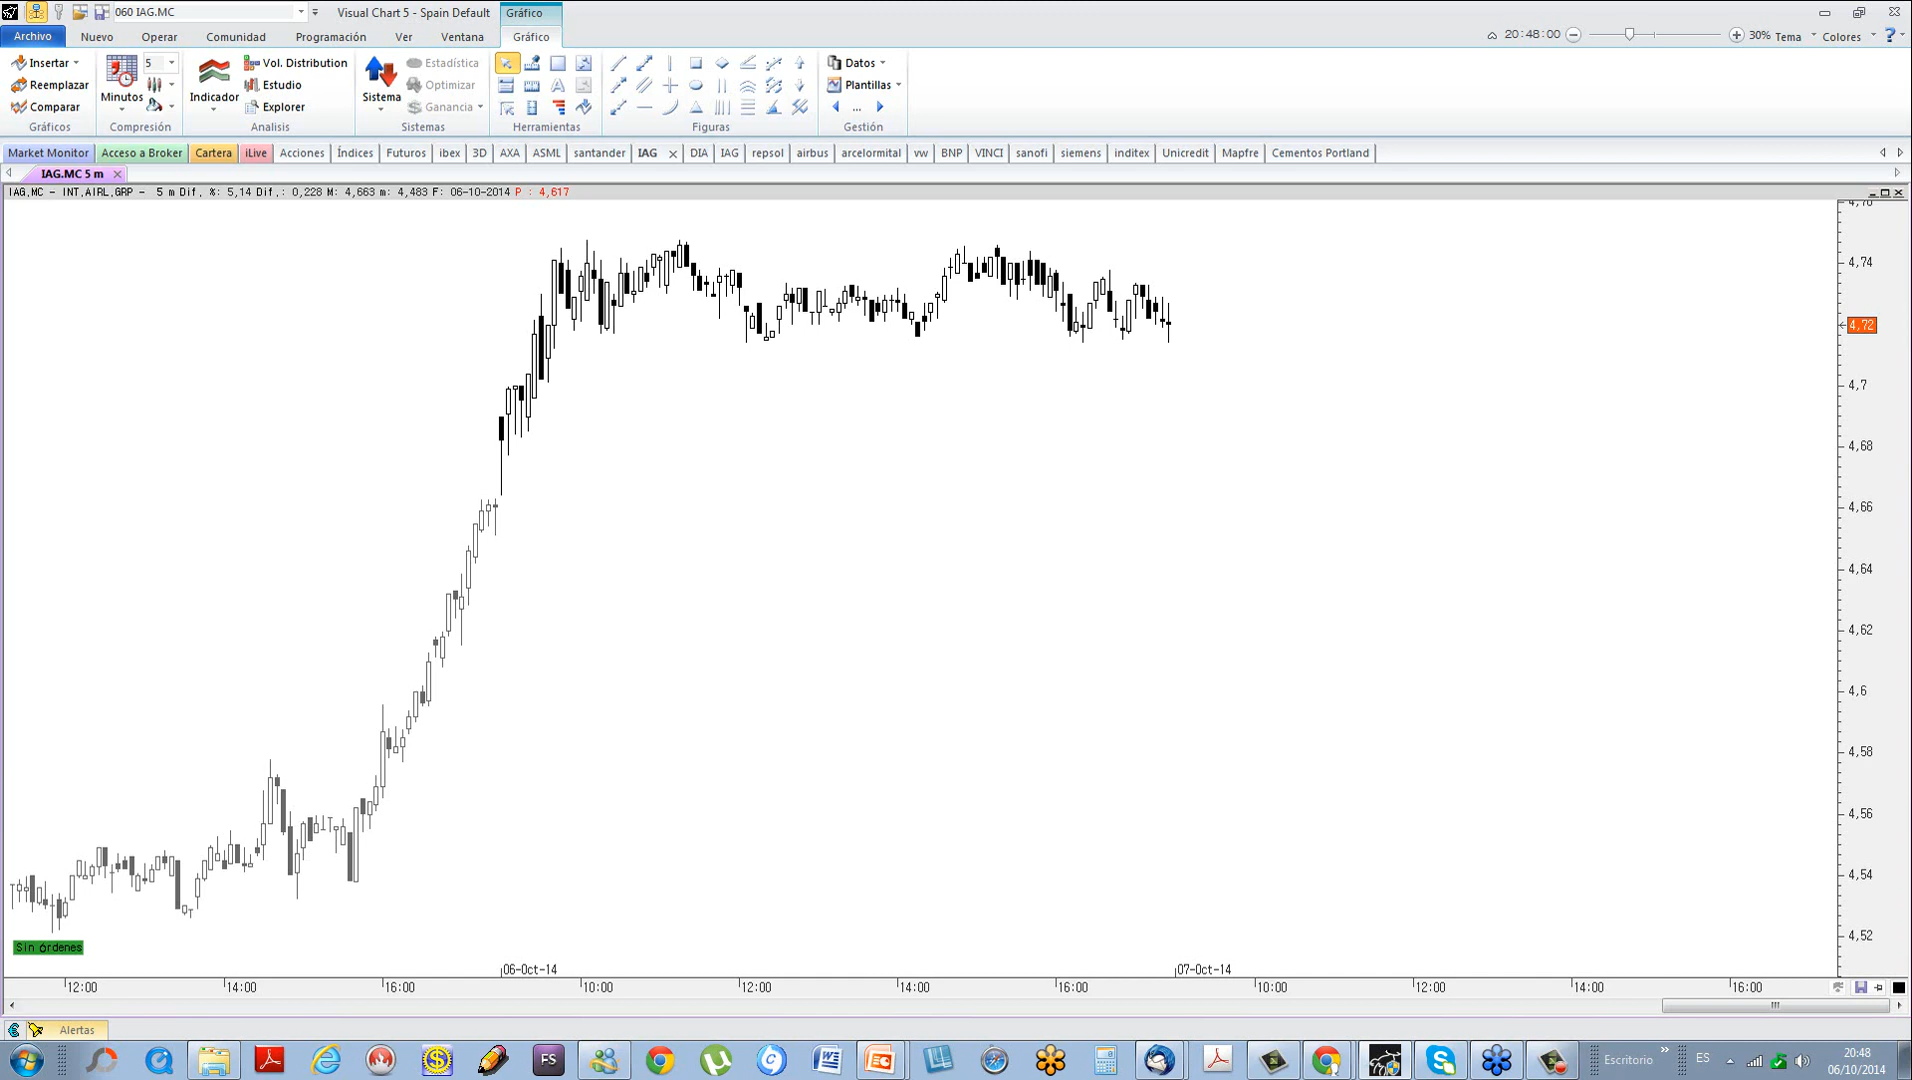 060 IAG.MC
Visual Chart 5 - Spain Default
Gráfico
Archivo
Nuevo
Operar
Comunidad
Programación
Ver
Ventana
Gráfico
20:48:00
30% Tema
Colores
Insertar
Reemplazar
Comparar
Gráficos
Minutos
5
Compresión
Indicador
Vol. Distribution
Estudio
Explorer
Analisis
Sistema
Estadística
Optimizar
Ganancia
Sistemas
Herramientas
Figuras
Datos
Plantillas
...
Gestión
Market Monitor
Acceso a Broker
Cartera
iLive
Acciones
Índices
Futuros
ibex
3D
AXA
ASML
santander
IAG
DIA
IAG
repsol
airbus
arcelormital
vw
BNP
VINCI
sanofi
siemens
inditex
Unicredit
Mapfre
Cementos Portland
IAG.MC 5 m
IAG.MC - INT.AIRL.GRP - 5 m Dif. %: 5,14 Dif.: 0,228 M: 4,663 m: 4,483 F: 06-10-2014 P : 4,617
4,74
4,72
4,7
4,68
4,66
4,64
4,62
4,6
4,58
4,56
4,54
4,52
Sin órdenes
06-Oct-14
07-Oct-14
12:00
14:00
16:00
10:00
12:00
14:00
16:00
10:00
12:00
14:00
16:00
Alertas
FS
Escritorio
ES
20:48
06/10/2014